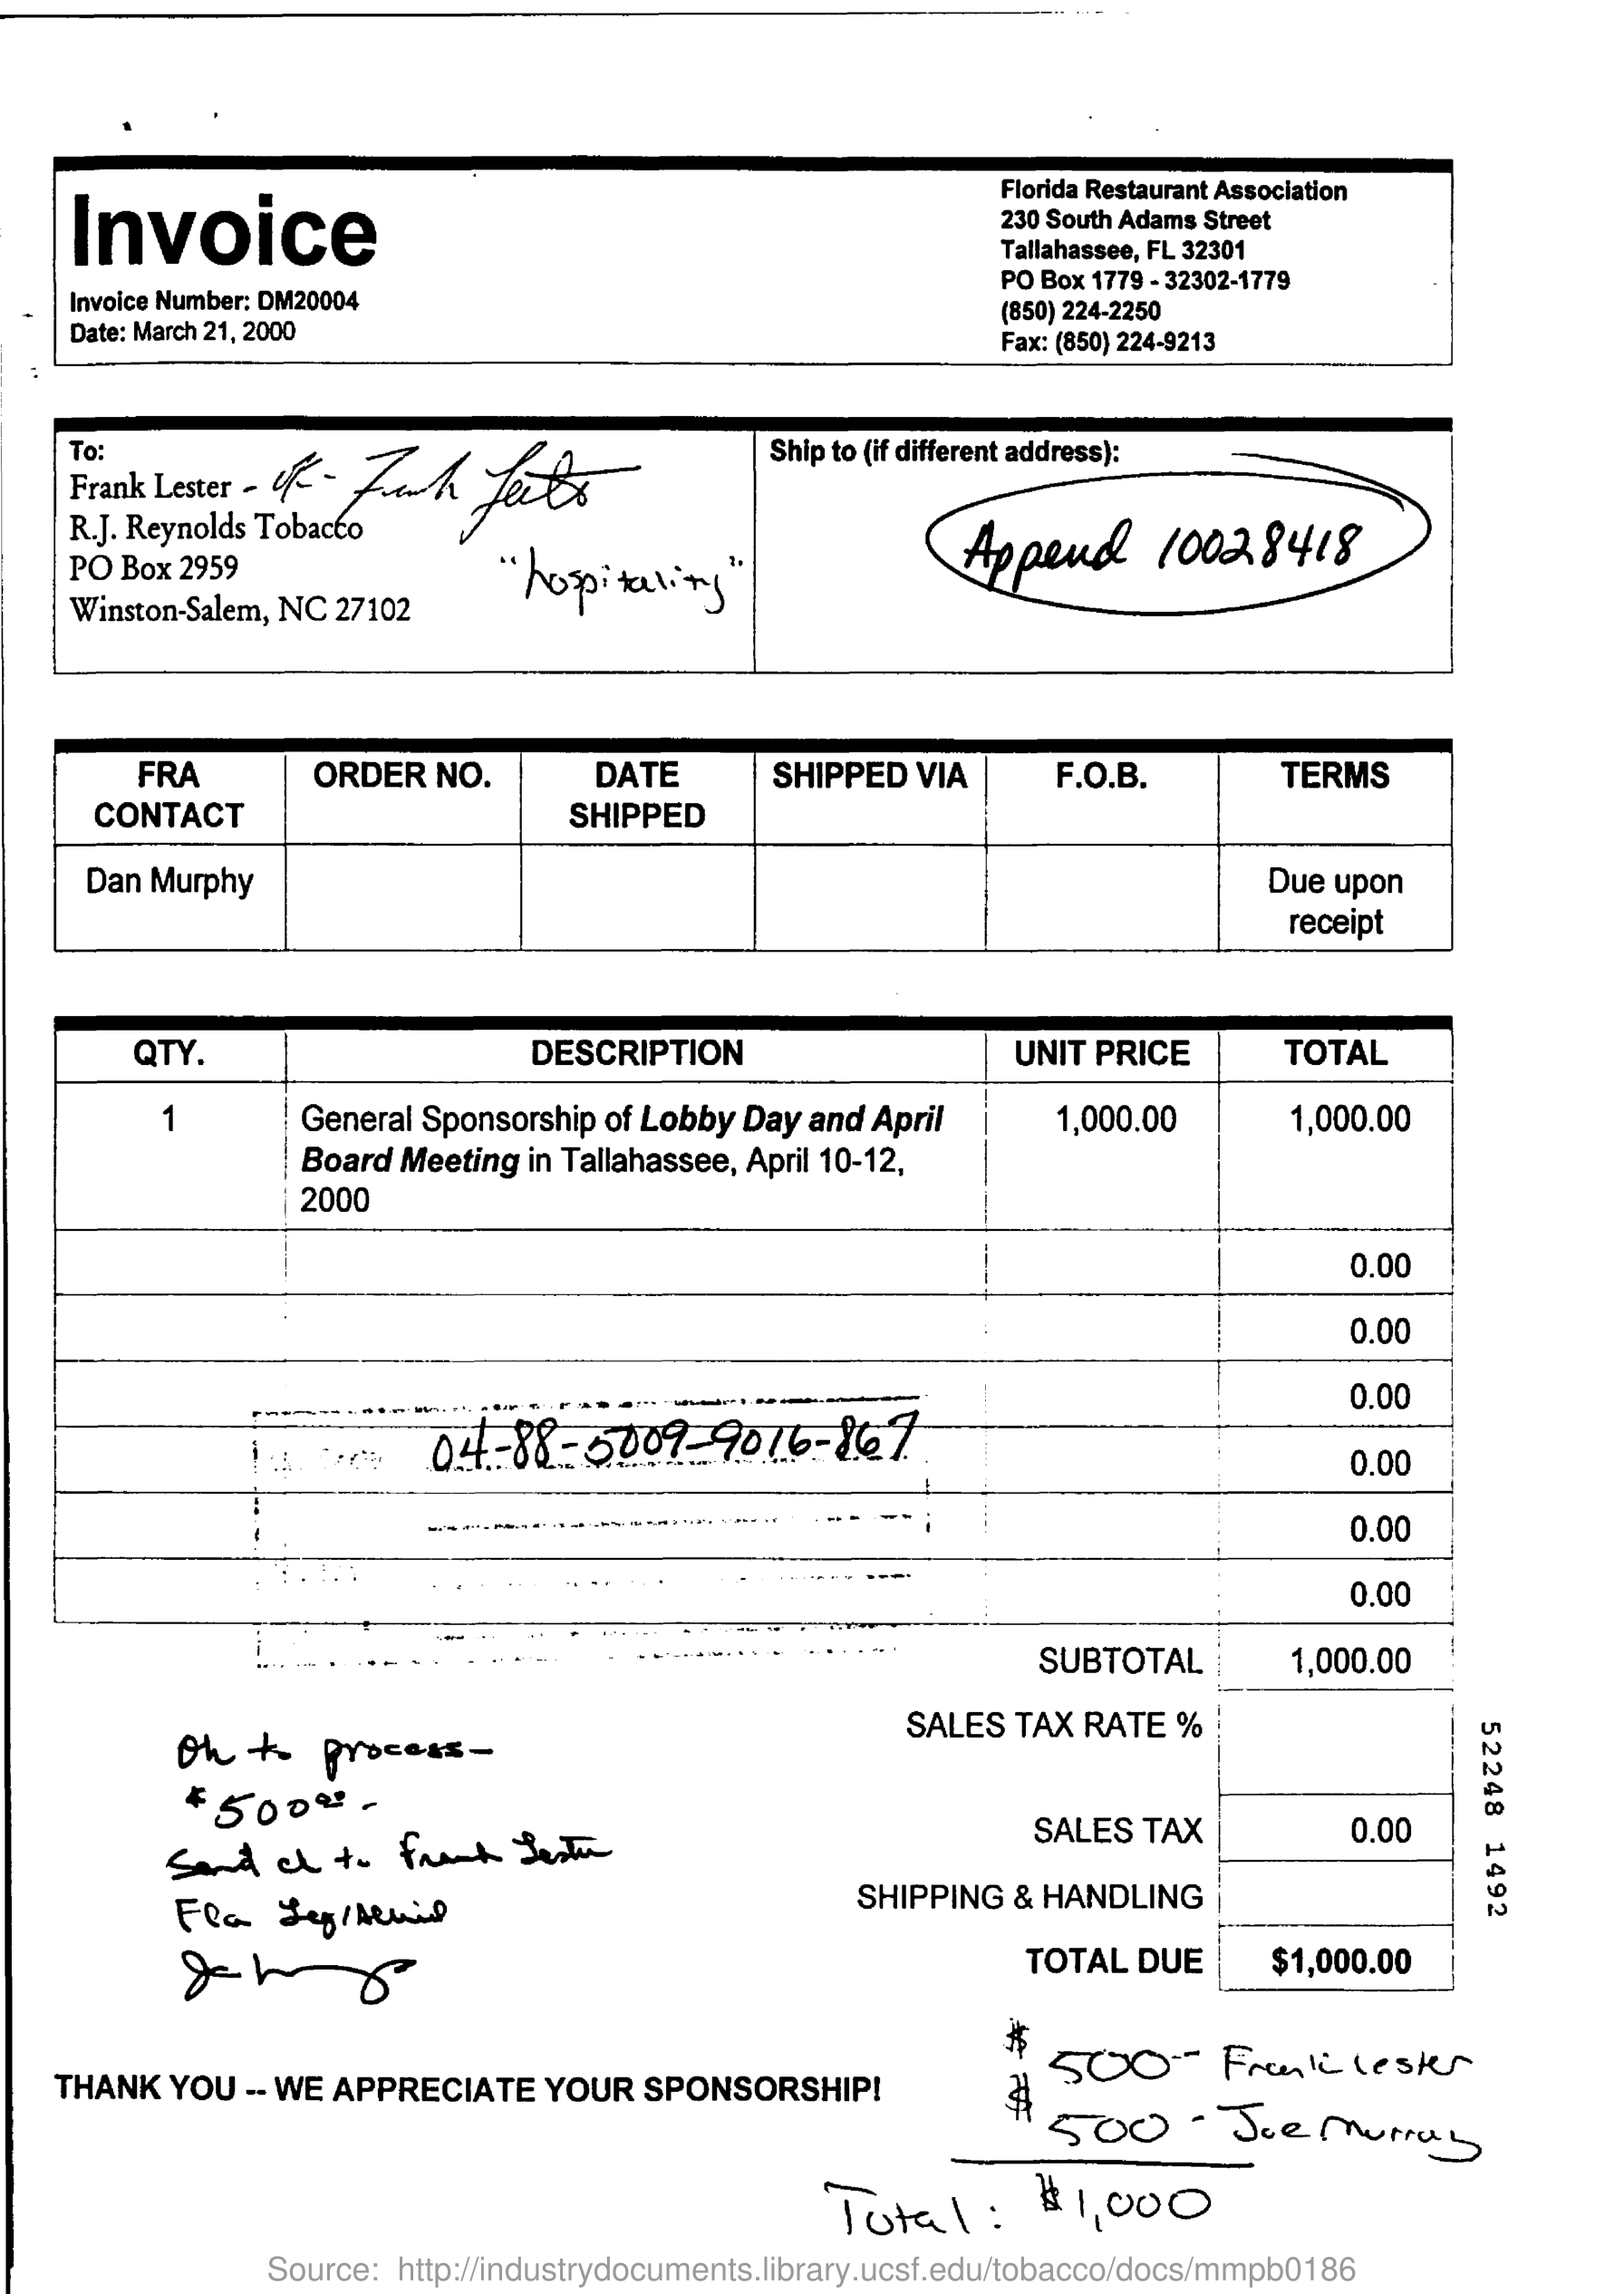 Invoice
Invoice Number: DM20004
Date: March 21, 2000
Florida Restaurant Association
230 South Adams Street
Tallahassee, FL 32301
PO Box 1779 - 32302-1779
(850) 224-2250
Fax: (850) 224-9213
To:
Frank Lester - ok - Frank Lester
R.J. Reynolds Tobacco
PO Box 2959
Winston-Salem, NC 27102
"hospitality"
Ship to (if different address):
Append 10028418
FRA CONTACT ORDER NO. DATE SHIPPED SHIPPED VIA F.O.B. TERMS
Dan Murphy Due upon receipt
QTY. DESCRIPTION UNIT PRICE TOTAL
1 General Sponsorship of Lobby Day and April 1,000.00 1,000.00
Board Meeting in Tallahassee, April 10-12,
2000
0.00
0.00
0.00
04-88-5009-9016-867 0.00
0.00
0.00
SUBTOTAL 1,000.00
SALES TAX RATE %
SALES TAX 0.00
SHIPPING & HANDLING
TOTAL DUE $1,000.00
Oh to process-
$500.00 -
Send ck to Frank Lester
Fla
52248 1492
THANK YOU -- WE APPRECIATE YOUR SPONSORSHIP!
$ 500-- Frank Lester
$ 500 - Joe Murray
Total: $1,000
Source: http://industrydocuments.library.ucsf.edu/tobacco/docs/mmpb0186